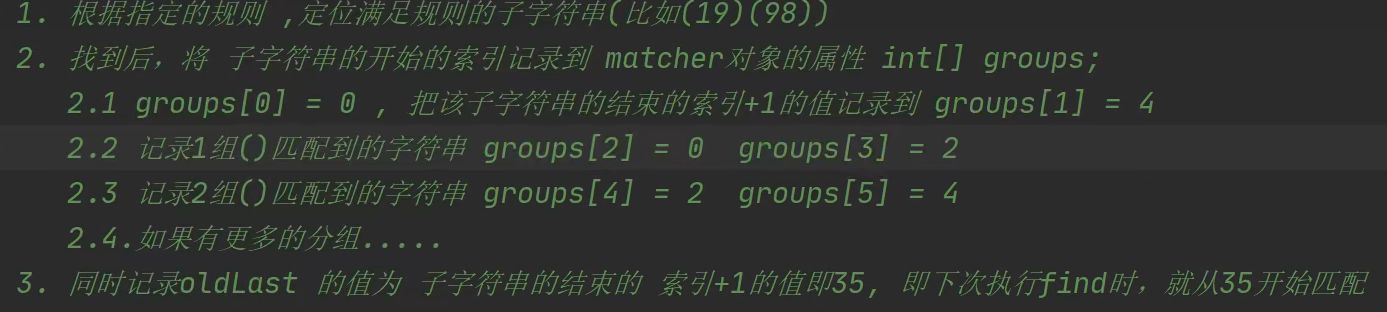 1. 根据指定的规则 ,定位满足规则的子字符串(比如(19)(98))
2. 找到后，将 子字符串的开始的索引记录到 matcher对象的属性 int[] groups;
2.1 groups[0] = 0 , 把该子字符串的结束的索引+1的值记录到 groups[1] = 4
2.2 记录1组()匹配到的字符串 groups[2] = 0 groups[3] = 2
2.3 记录2组()匹配到的字符串 groups[4] = 2 groups[5] = 4
2.4.如果有更多的分组.....
3. 同时记录oldLast 的值为 子字符串的结束的 索引+1的值即35, 即下次执行find时，就从35开始匹配